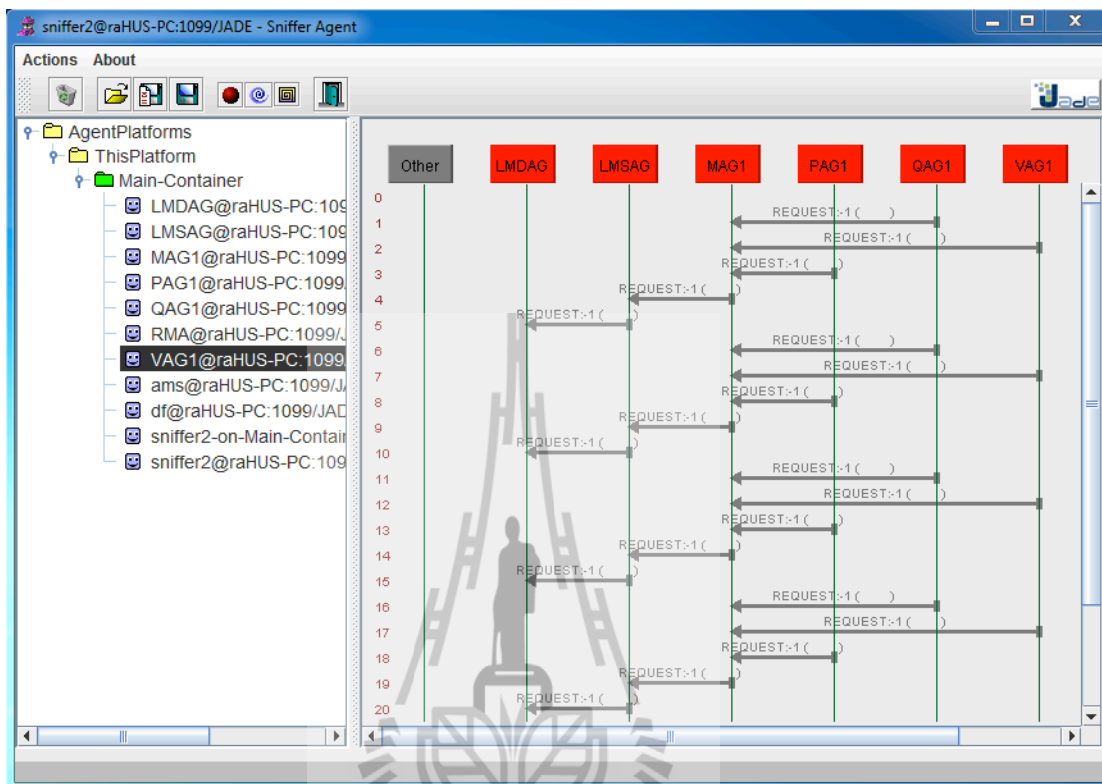 sniffer2@raHUS-PC:1099/JADE - Sniffer Agent
Actions About
Jade
AgentPlatforms
ThisPlatform
Main-Container
LMDAG@raHUS-PC:109
LMSAG@raHUS-PC:109
MAG1@raHUS-PC:1099
PAG1@raHUS-PC:1099
QAG1@raHUS-PC:1099
RMA@raHUS-PC:1099/J
VAG1@raHUS-PC:1099
ams@raHUS-PC:1099/JA
df@raHUS-PC:1099/JAD
sniffer2-on-Main-Contain
sniffer2@raHUS-PC:109
Other LMDAG LMSAG MAG1 PAG1 QAG1 VAG1
0
REQUEST:-1 ( )
1
REQUEST:-1 ( )
2
REQUEST:-1 ( )
3
REQUEST:-1 ( )
4
REQUEST:-1 ( )
5
REQUEST:-1 ( )
6
REQUEST:-1 ( )
7
REQUEST:-1 ( )
8
REQUEST:-1 ( )
9
REQUEST:-1 ( )
10
REQUEST:-1 ( )
11
REQUEST:-1 ( )
12
REQUEST:-1 ( )
13
REQUEST:-1 ( )
14
REQUEST:-1 ( )
15
REQUEST:-1 ( )
16
REQUEST:-1 ( )
17
REQUEST:-1 ( )
18
REQUEST:-1 ( )
19
REQUEST:-1 ( )
20